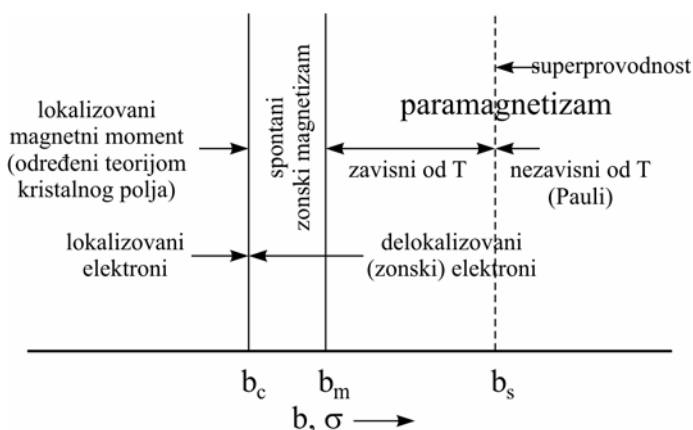 superprovodnost
paramagnetizam
lokalizovani
magnetni moment
(određeni teorijom
kristalnog polja)
spontani
zonski magnetizam
zavisni od T
nezavisni od T
(Pauli)
lokalizovani
elektroni
delokalizovani
(zonski) elektroni
b_c
b_m
b_s
b, σ